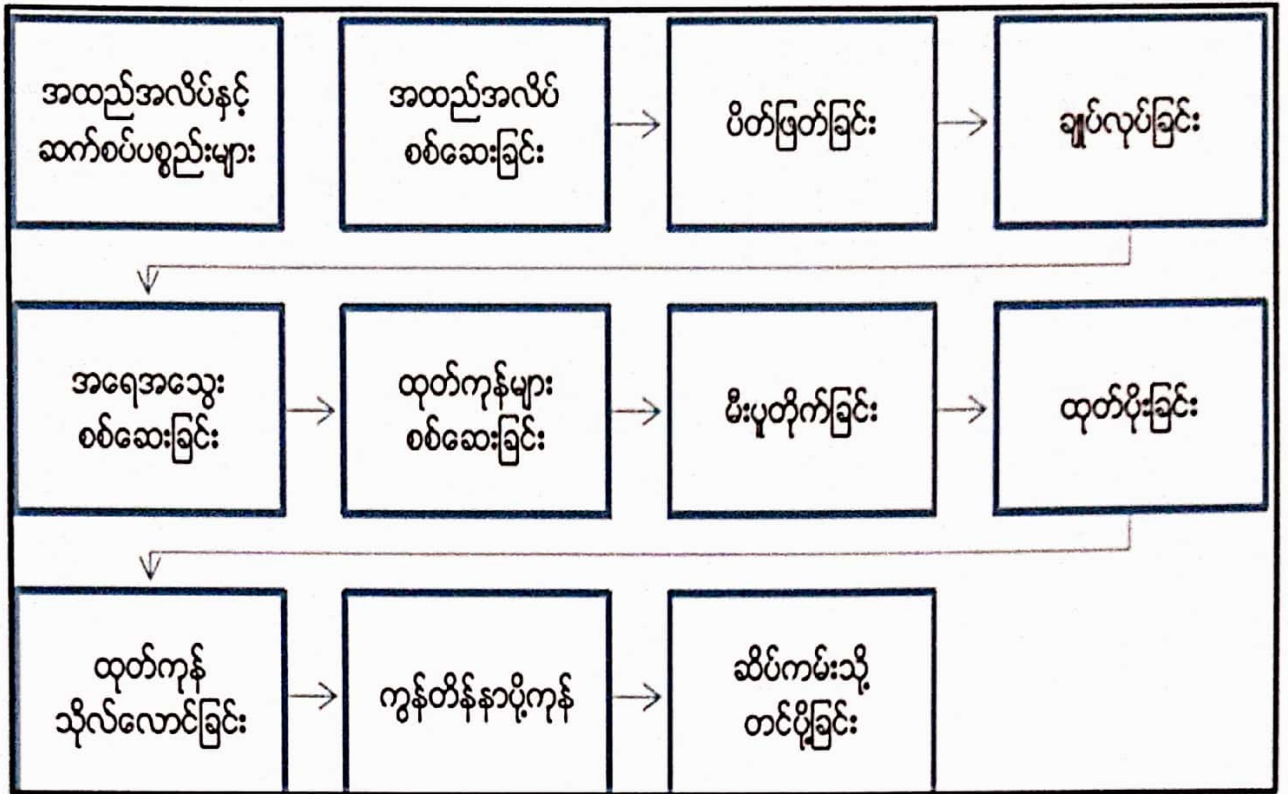 အထည်အလိပ်နှင့်
ဆက်စပ်ပစ္စည်းများ
အထည်အလိပ်
စစ်ဆေးခြင်း
ပိတ်ဖြတ်ခြင်း
ချုပ်လုပ်ခြင်း
အရေအသွေး
စစ်ဆေးခြင်း
ထုတ်ကုန်များ
စစ်ဆေးခြင်း
မီးပူတိုက်ခြင်း
ထုတ်ပိုးခြင်း
ထုတ်ကုန်
သိုလ်လောင်ခြင်း
ကွန်တိန်နာပို့ကုန်
ဆိပ်ကမ်းသို့
တင်ပို့ခြင်း